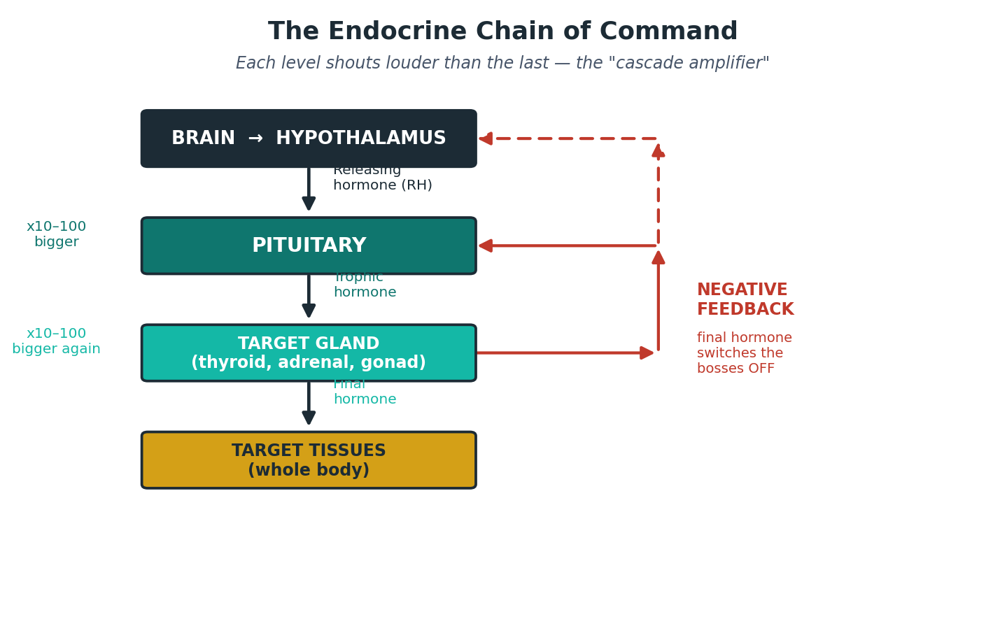 The Endocrine Chain of Command
Each level shouts louder than the last — the "cascade amplifier"
BRAIN → HYPOTHALAMUS
Releasing
hormone (RH)
x10–100
bigger
PITUITARY
Trophic
hormone
x10–100
bigger again
TARGET GLAND
(thyroid, adrenal, gonad)
Final
hormone
TARGET TISSUES
(whole body)
NEGATIVE
FEEDBACK
final hormone
switches the
bosses OFF